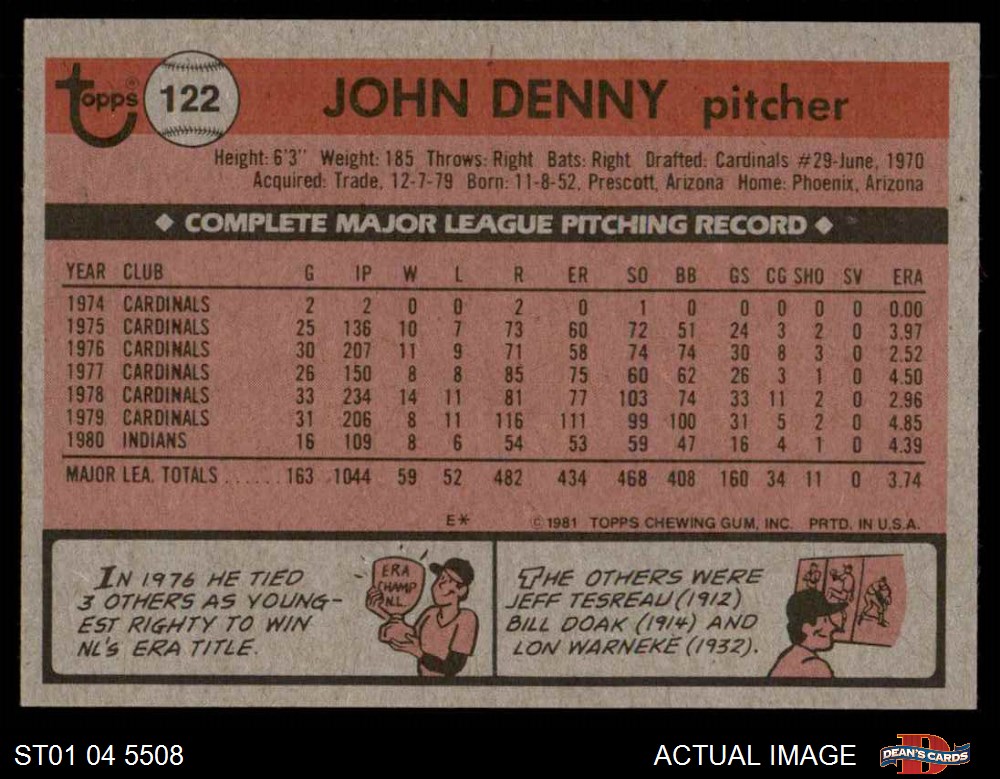 Topps® 122 JOHN DENNY pitcher
Height: 6'3" Weight: 185 Throws: Right Bats: Right Drafted: Cardinals #29-June, 1970
Acquired: Trade, 12-7-79 Born: 11-8-52, Prescott, Arizona Home: Phoenix, Arizona
◆ COMPLETE MAJOR LEAGUE PITCHING RECORD ◆
YEAR CLUB G IP W L R ER SO BB GS CG SHO SV ERA
1974 CARDINALS 2 2 0 0 2 0 1 0 0 0 0 0 0.00
1975 CARDINALS 25 136 10 7 73 60 72 51 24 3 2 0 3.97
1976 CARDINALS 30 207 11 9 71 58 74 74 30 8 3 0 2.52
1977 CARDINALS 26 150 8 8 85 75 60 62 26 3 1 0 4.50
1978 CARDINALS 33 234 14 11 81 77 103 74 33 11 2 0 2.96
1979 CARDINALS 31 206 8 11 116 111 99 100 31 5 2 0 4.85
1980 INDIANS 16 109 8 6 54 53 59 47 16 4 1 0 4.39
MAJOR LEA. TOTALS ...... 163 1044 59 52 482 434 468 408 160 34 11 0 3.74
E* © 1981 TOPPS CHEWING GUM, INC. PRTD. IN U.S.A.
IN 1976 HE TIED
3 OTHERS AS YOUNG-
EST RIGHTY TO WIN
NL'S ERA TITLE.
ERA
CHAMP
N.L.
THE OTHERS WERE
JEFF TESREAU (1912)
BILL DOAK (1914) AND
LON WARNEKE (1932).
ST01 04 5508 ACTUAL IMAGE DEAN'S CARDS